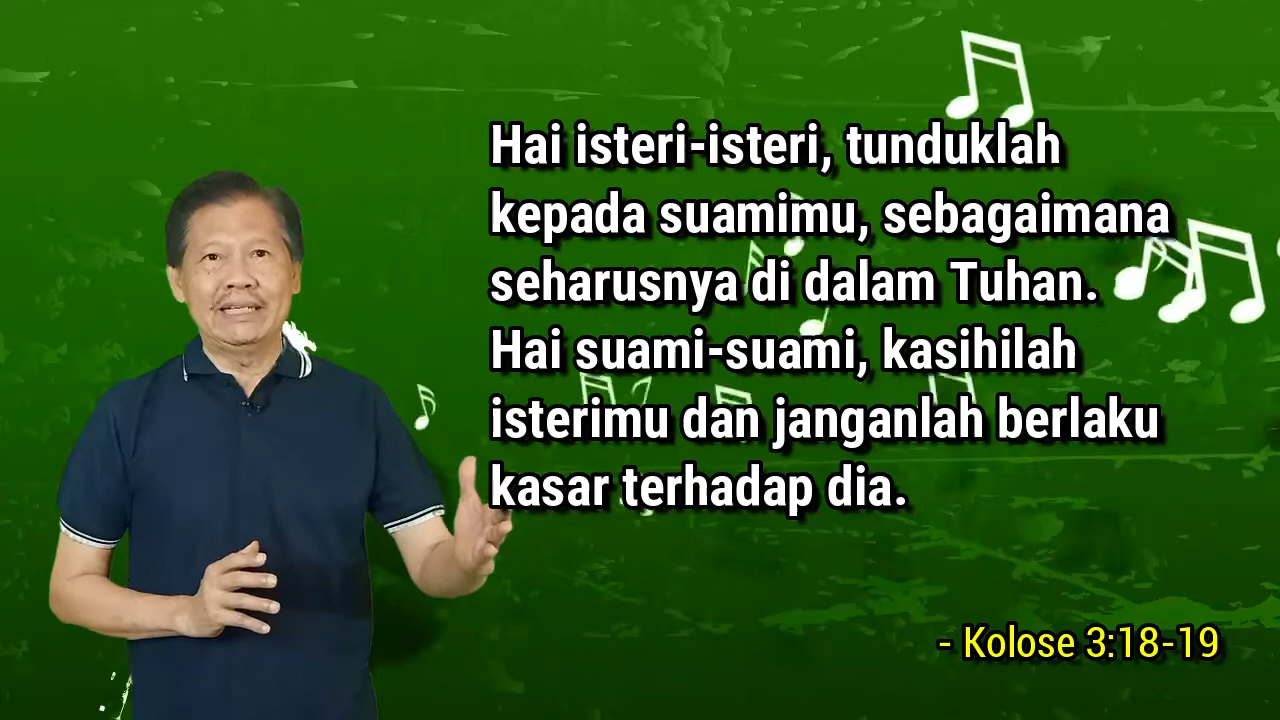 Hai isteri-isteri, tunduklah
kepada suamimu, sebagaimana
seharusnya di dalam Tuhan.
Hai suami-suami, kasihilah
isterimu dan janganlah berlaku
kasar terhadap dia.
- Kolose 3:18-19